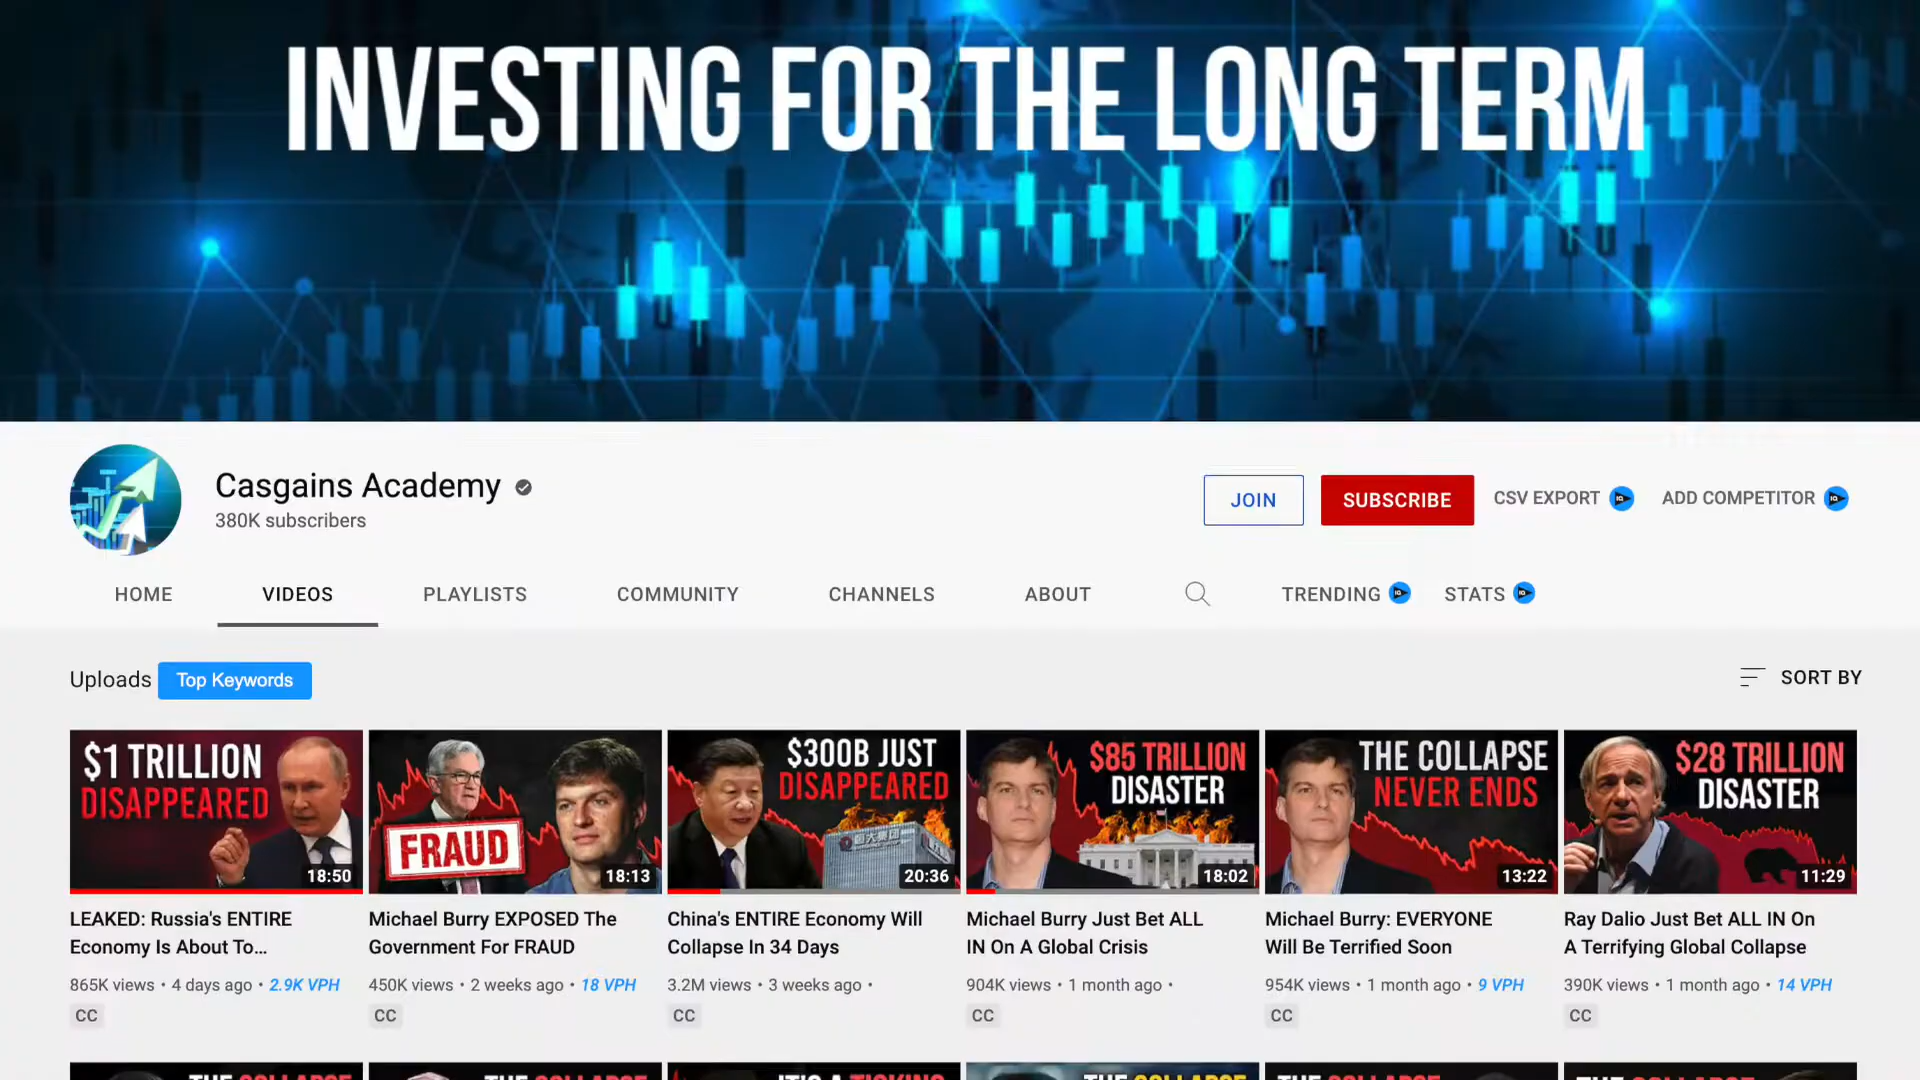 INVESTING FOR THE LONG TERM
Casgains Academy
380K subscribers
JOIN
SUBSCRIBE
CSV EXPORT
ADD COMPETITOR
HOME
VIDEOS
PLAYLISTS
COMMUNITY
CHANNELS
ABOUT
TRENDING
STATS
Uploads
Top Keywords
SORT BY
$1 TRILLION
DISAPPEARED
18:50
FRAUD
18:13
$300B JUST
DISAPPEARED
20:36
$85 TRILLION
DISASTER
18:02
THE COLLAPSE
NEVER ENDS
13:22
$28 TRILLION
DISASTER
11:29
LEAKED: Russia's ENTIRE
Economy Is About To...
865K views • 4 days ago • 2.9K VPH
CC
Michael Burry EXPOSED The
Government For FRAUD
450K views • 2 weeks ago • 18 VPH
CC
China's ENTIRE Economy Will
Collapse In 34 Days
3.2M views • 3 weeks ago •
CC
Michael Burry Just Bet ALL
IN On A Global Crisis
904K views • 1 month ago •
CC
Michael Burry: EVERYONE
Will Be Terrified Soon
954K views • 1 month ago • 9 VPH
CC
Ray Dalio Just Bet ALL IN On
A Terrifying Global Collapse
390K views • 1 month ago • 14 VPH
CC